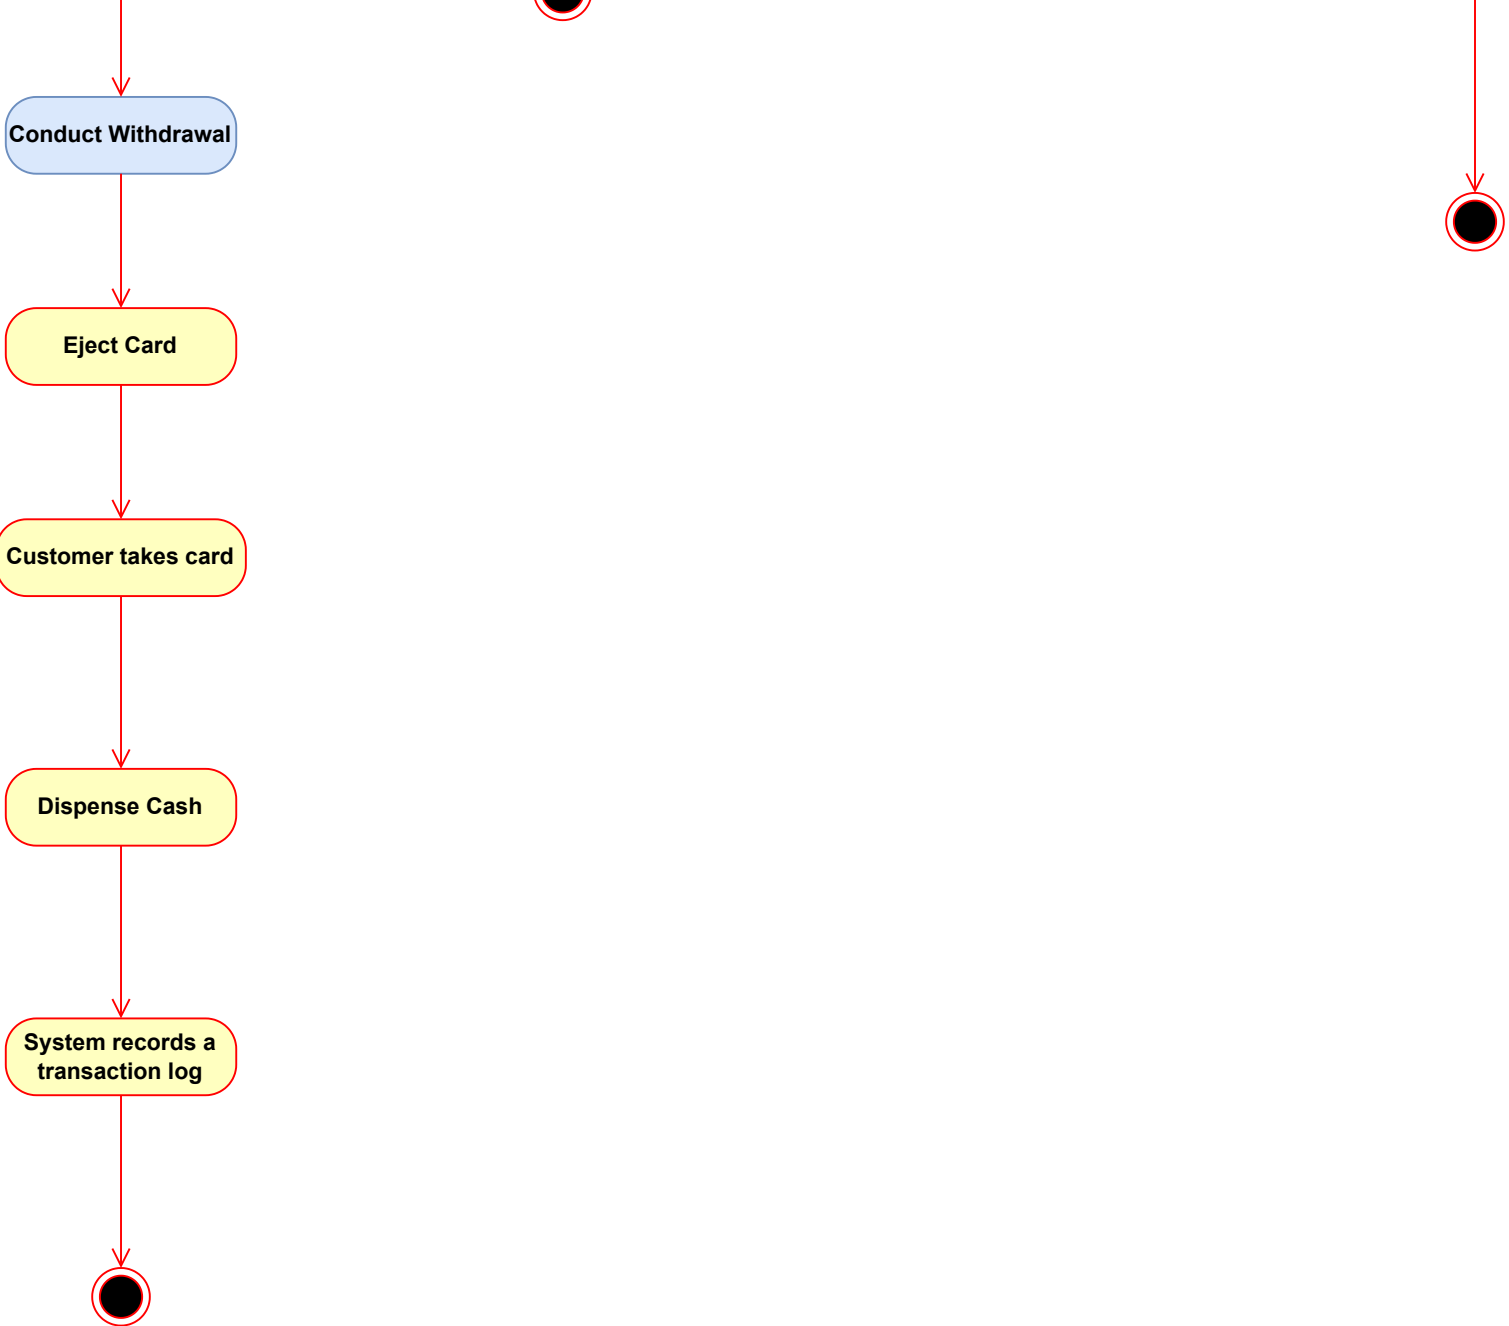 Conduct Withdrawal
Eject Card
Customer takes card
Dispense Cash
System records a
transaction log